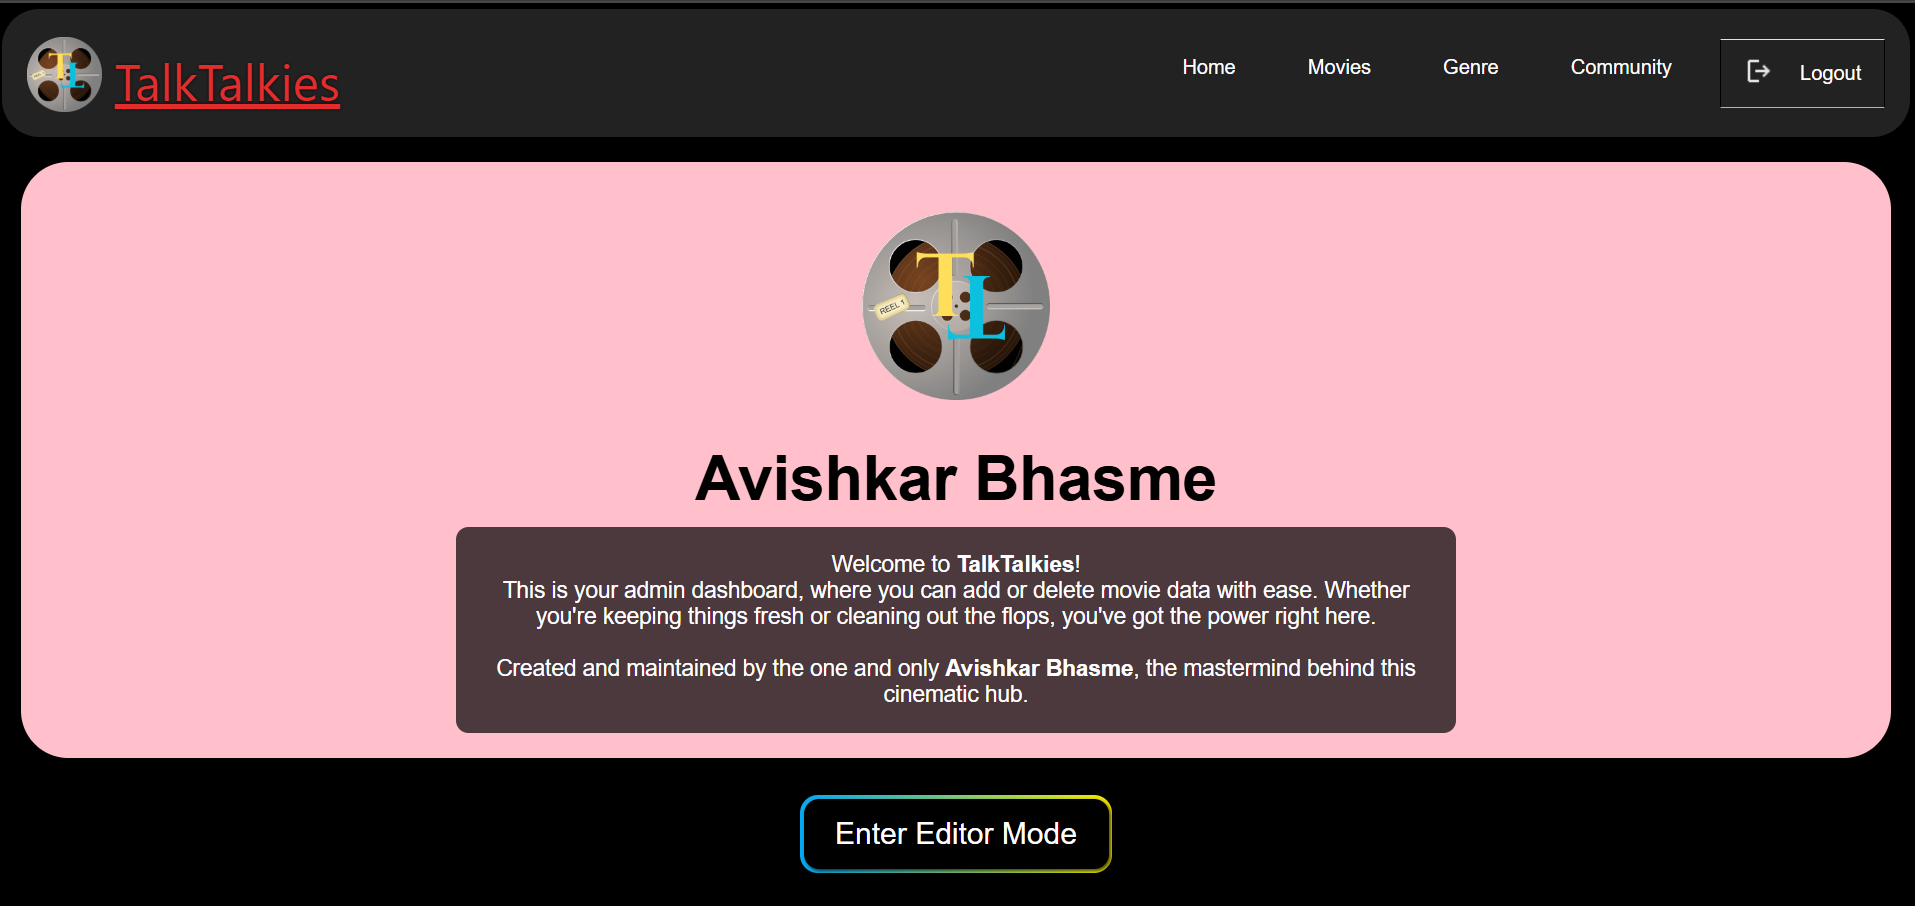 TalkTalkies
Home
Movies
Genre
Community
Logout
REEL 1
TL
Avishkar Bhasme
Welcome to TalkTalkies!
This is your admin dashboard, where you can add or delete movie data with ease. Whether
you're keeping things fresh or cleaning out the flops, you've got the power right here.
Created and maintained by the one and only Avishkar Bhasme, the mastermind behind this
cinematic hub.
Enter Editor Mode